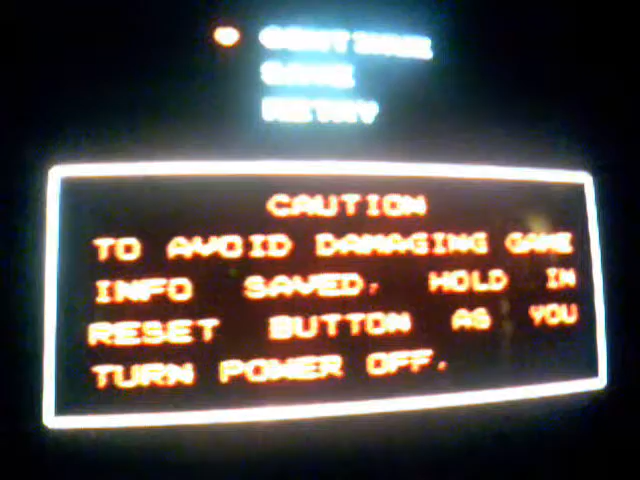 CONTINUE
SAVE
RETRY
CAUTION
TO AVOID DAMAGING GAME
INFO SAVED, HOLD IN
RESET BUTTON AS YOU
TURN POWER OFF.